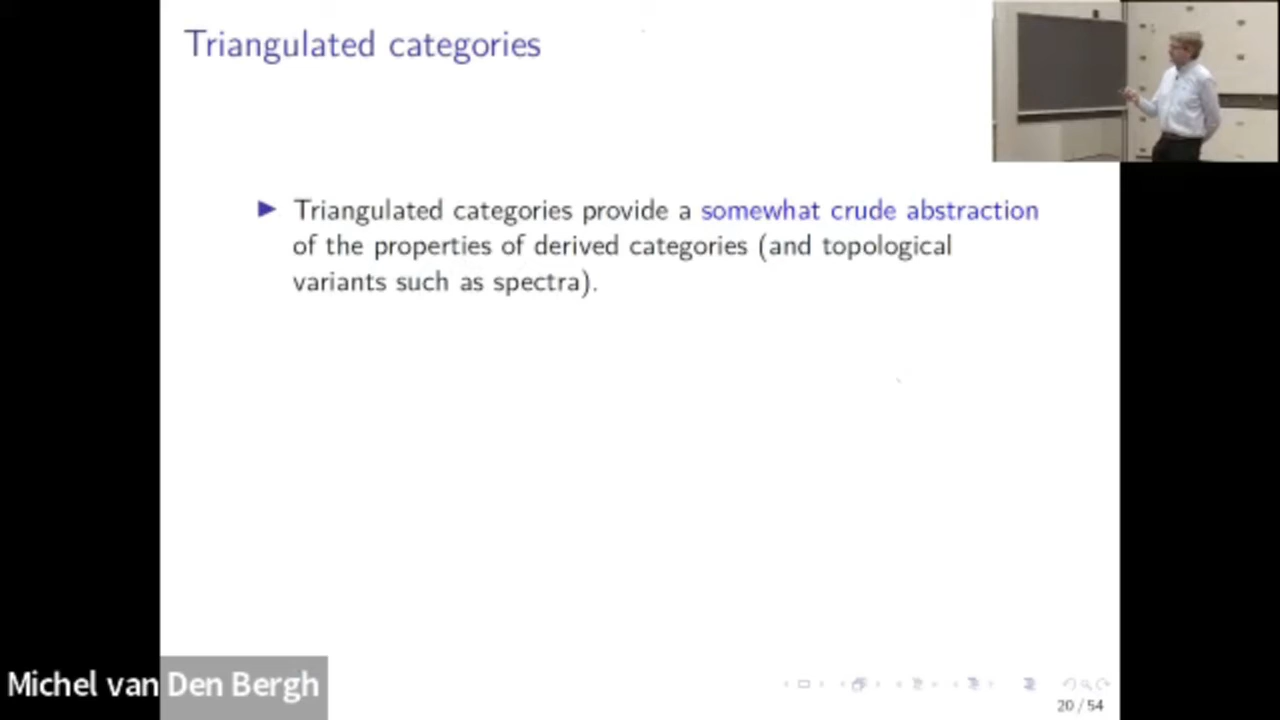 Triangulated categories
▶ Triangulated categories provide a somewhat crude abstraction
of the properties of derived categories (and topological
variants such as spectra).
Michel van Den Bergh
20 / 54